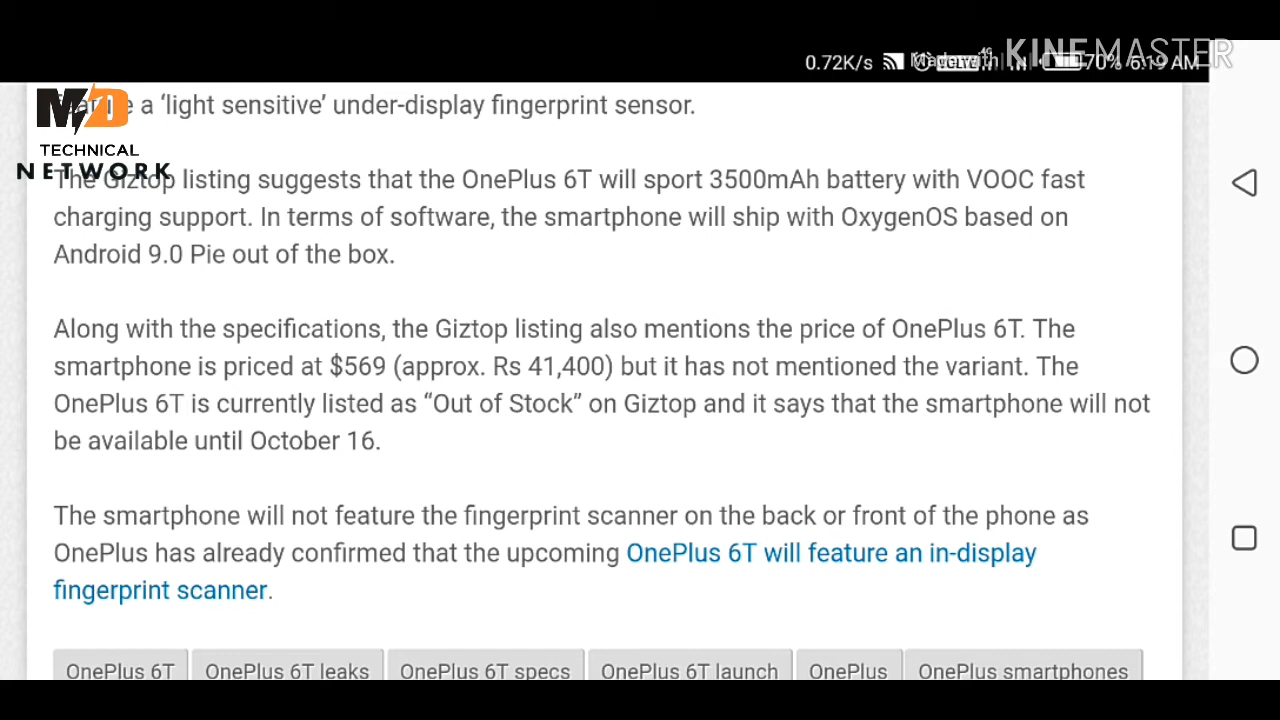 0.72K/s Made with KINEMASTER
4G 70% 6:19 AM
MD
TECHNICAL
NETWORK
feature a ‘light sensitive’ under-display fingerprint sensor.
The Giztop listing suggests that the OnePlus 6T will sport 3500mAh battery with VOOC fast
charging support. In terms of software, the smartphone will ship with OxygenOS based on
Android 9.0 Pie out of the box.
Along with the specifications, the Giztop listing also mentions the price of OnePlus 6T. The
smartphone is priced at $569 (approx. Rs 41,400) but it has not mentioned the variant. The
OnePlus 6T is currently listed as “Out of Stock” on Giztop and it says that the smartphone will not
be available until October 16.
The smartphone will not feature the fingerprint scanner on the back or front of the phone as
OnePlus has already confirmed that the upcoming OnePlus 6T will feature an in-display
fingerprint scanner.
OnePlus 6T OnePlus 6T leaks OnePlus 6T specs OnePlus 6T launch OnePlus OnePlus smartphones